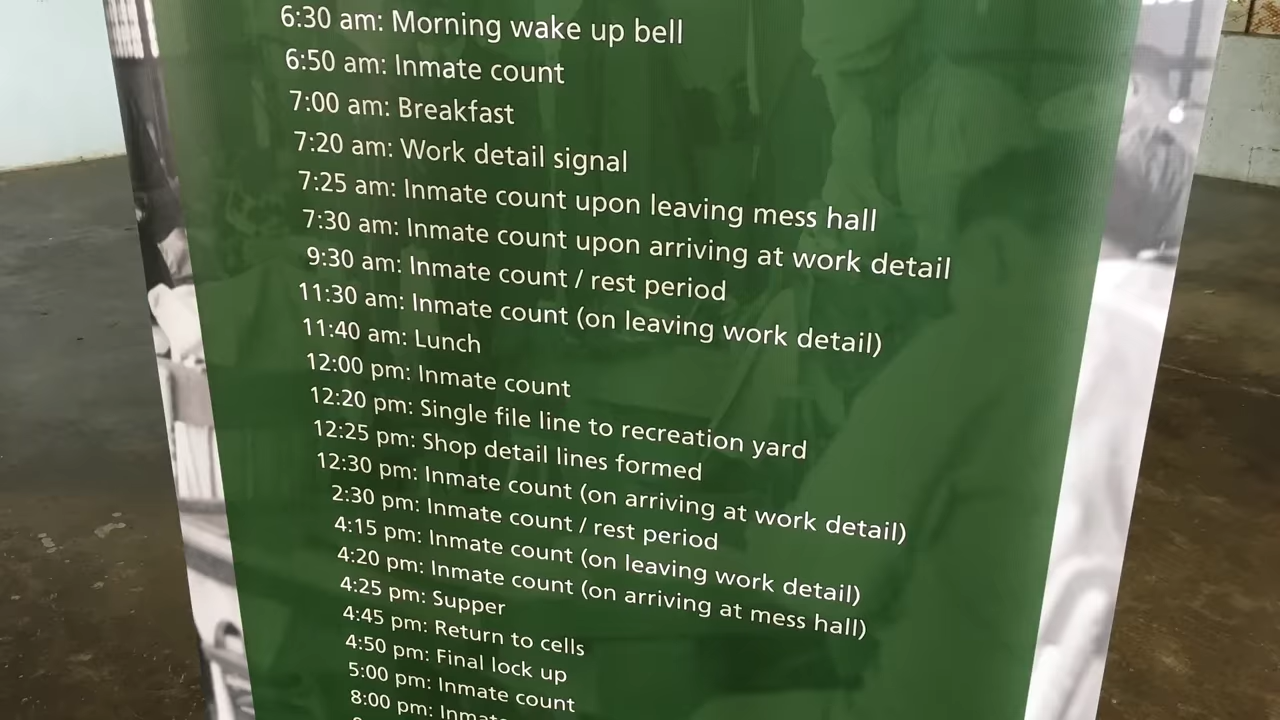 6:30 am: Morning wake up bell
6:50 am: Inmate count
7:00 am: Breakfast
7:20 am: Work detail signal
7:25 am: Inmate count upon leaving mess hall
7:30 am: Inmate count upon arriving at work detail
9:30 am: Inmate count / rest period
11:30 am: Inmate count (on leaving work detail)
11:40 am: Lunch
12:00 pm: Inmate count
12:20 pm: Single file line to recreation yard
12:25 pm: Shop detail lines formed
12:30 pm: Inmate count (on arriving at work detail)
2:30 pm: Inmate count / rest period
4:15 pm: Inmate count (on leaving work detail)
4:20 pm: Inmate count (on arriving at mess hall)
4:25 pm: Supper
4:45 pm: Return to cells
4:50 pm: Final lock up
5:00 pm: Inmate count
8:00 pm: